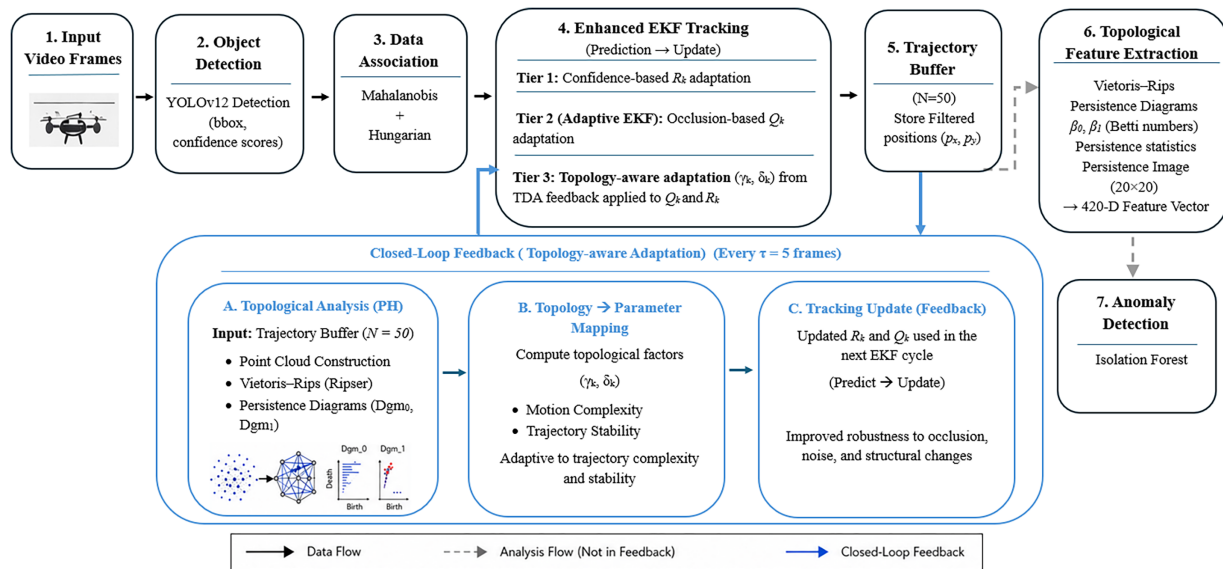 1. Input
Video Frames
2. Object
Detection
YOLOv12 Detection
(bbox,
confidence scores)
3. Data
Association
Mahalanobis
+
Hungarian
4. Enhanced EKF Tracking
(Prediction → Update)
Tier 1: Confidence-based Rk adaptation
Tier 2 (Adaptive EKF): Occlusion-based Qk
adaptation
Tier 3: Topology-aware adaptation (γk, δk) from
TDA feedback applied to Qk and Rk
5. Trajectory
Buffer
(N=50)
Store Filtered
positions (px, py)
6. Topological
Feature Extraction
Vietoris–Rips
Persistence Diagrams
β0, β1 (Betti numbers)
Persistence statistics
Persistence Image
(20×20)
→ 420-D Feature Vector
7. Anomaly
Detection
Isolation Forest
Closed-Loop Feedback ( Topology-aware Adaptation) (Every τ = 5 frames)
A. Topological Analysis (PH)
Input: Trajectory Buffer (N = 50)
• Point Cloud Construction
• Vietoris–Rips (Ripser)
• Persistence Diagrams (Dgm0,
Dgm1)
Dgm_0
Dgm_1
Death
Birth
Birth
B. Topology → Parameter
Mapping
Compute topological factors
(γk, δk)
• Motion Complexity
• Trajectory Stability
Adaptive to trajectory complexity
and stability
C. Tracking Update (Feedback)
Updated Rk and Qk used in the
next EKF cycle
(Predict → Update)
Improved robustness to occlusion,
noise, and structural changes
Data Flow
Analysis Flow (Not in Feedback)
Closed-Loop Feedback